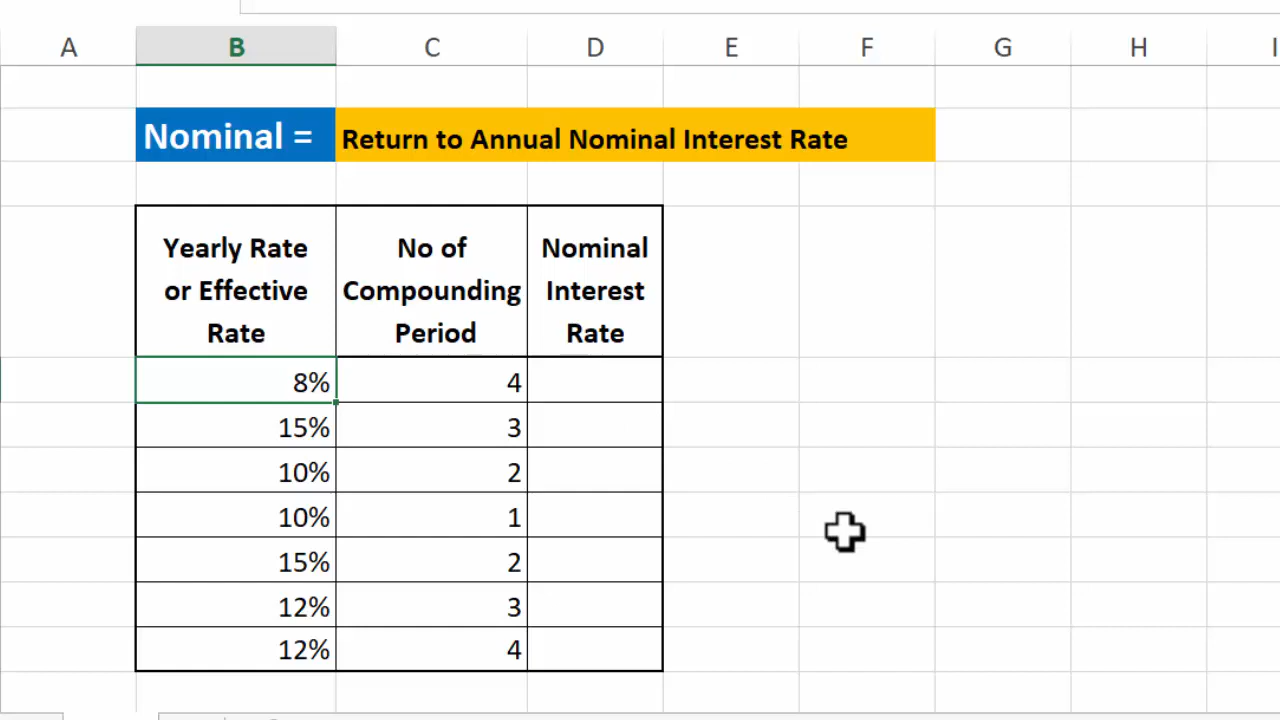 A B C D E F G H I
Nominal = Return to Annual Nominal Interest Rate
Yearly Rate or Effective Rate No of Compounding Period Nominal Interest Rate
8% 4
15% 3
10% 2
10% 1
15% 2
12% 3
12% 4